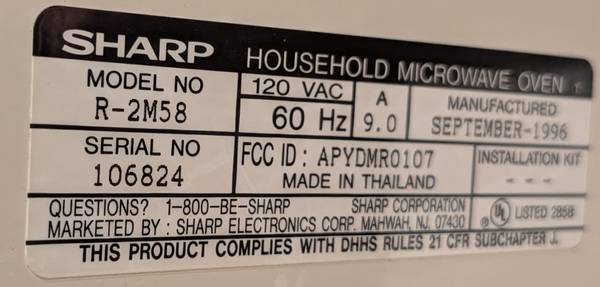 SHARP HOUSEHOLD MICROWAVE OVEN
MODEL NO
R-2M58
120 VAC
60 Hz
A
9.0
MANUFACTURED
SEPTEMBER-1996
SERIAL NO
106824
FCC ID : APYDMR0107
MADE IN THAILAND
INSTALLATION KIT
- - -
QUESTIONS? 1-800-BE-SHARP SHARP CORPORATION
MARKETED BY : SHARP ELECTRONICS CORP. MAHWAH, NJ. 07430
UL LISTED 285B
THIS PRODUCT COMPLIES WITH DHHS RULES 21 CFR SUBCHAPTER J.